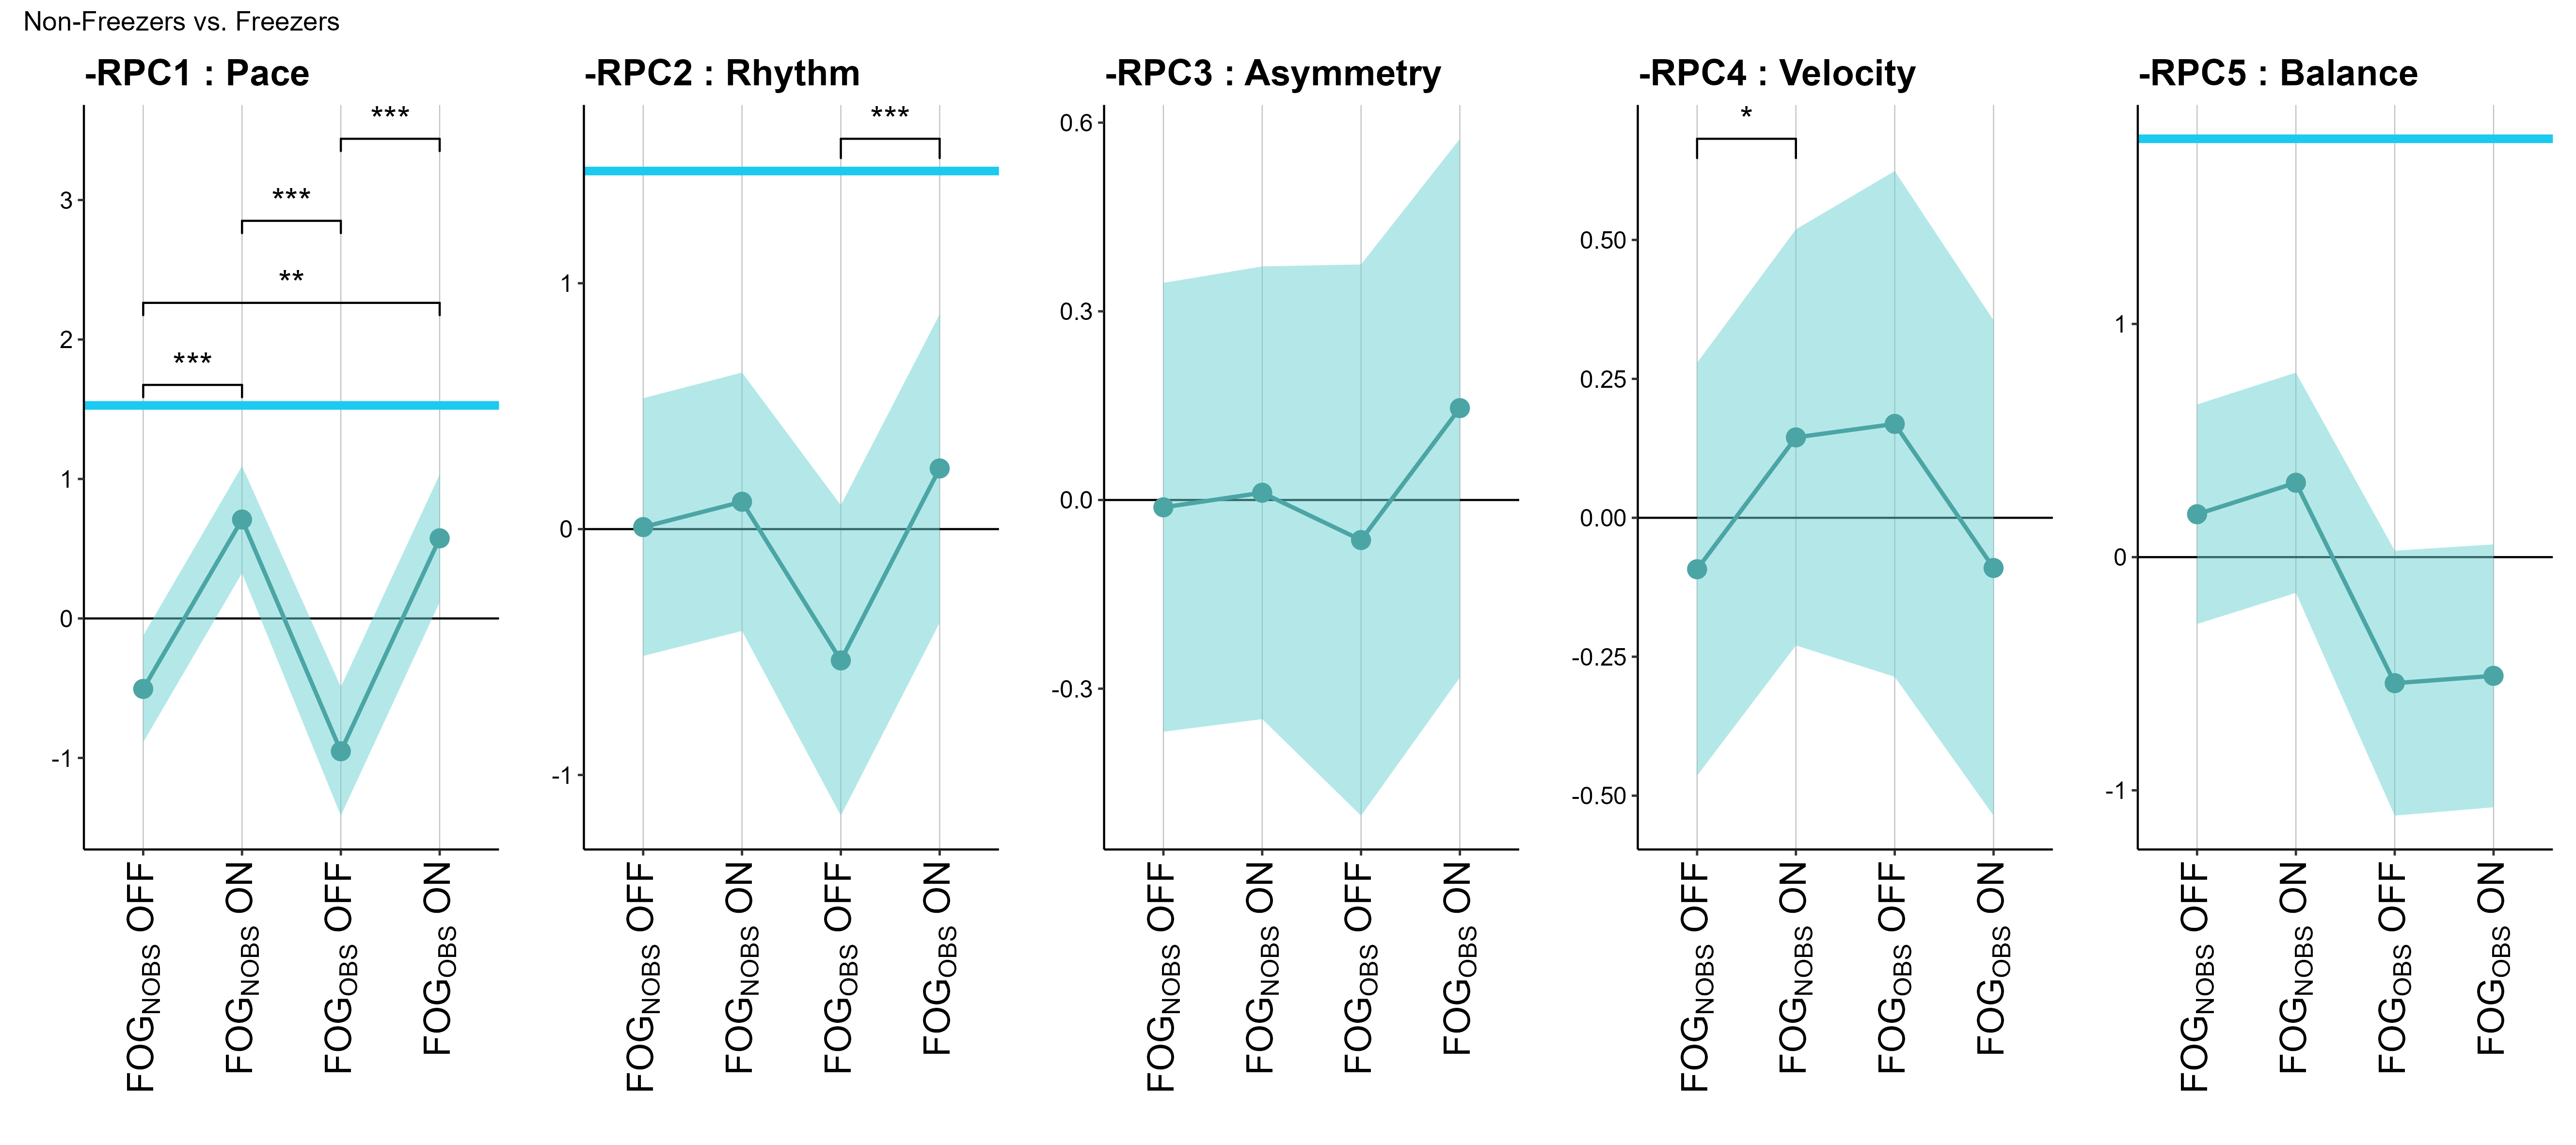 Non-Freezers vs. Freezers
-RPC1 : Pace
***
***
**
***
3
2
1
0
-1
FOGNOBS OFF
FOGNOBS ON
FOGOBS OFF
FOGOBS ON
-RPC2 : Rhythm
***
1
0
-1
FOGNOBS OFF
FOGNOBS ON
FOGOBS OFF
FOGOBS ON
-RPC3 : Asymmetry
0.6
0.3
0.0
-0.3
FOGNOBS OFF
FOGNOBS ON
FOGOBS OFF
FOGOBS ON
-RPC4 : Velocity
*
0.50
0.25
0.00
-0.25
-0.50
FOGNOBS OFF
FOGNOBS ON
FOGOBS OFF
FOGOBS ON
-RPC5 : Balance
1
0
-1
FOGNOBS OFF
FOGNOBS ON
FOGOBS OFF
FOGOBS ON